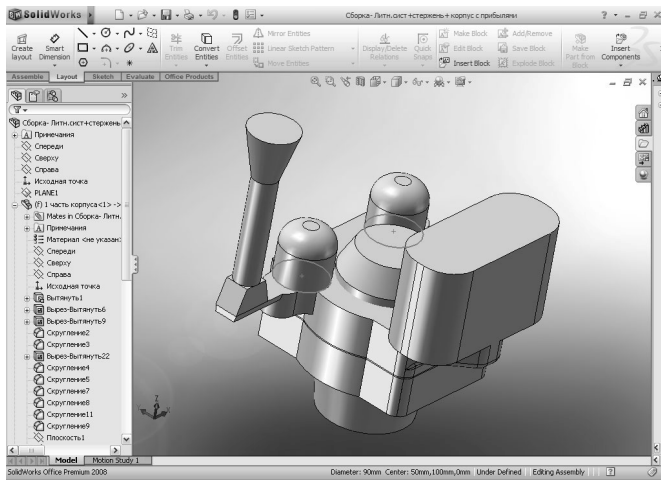 SolidWorks
Сборка- Литн.сист+стержень+ корпус с прибылями
Create layout
Smart Dimension
Trim Entities
Convert Entities
Offset Entities
Mirror Entities
Linear Sketch Pattern
Move Entities
Display/Delete Relations
Quick Snaps
Make Block
Edit Block
Insert Block
Add/Remove
Save Block
Explode Block
Make Part from Block
Insert Components
Assemble Layout Sketch Evaluate Office Products
Сборка- Литн.сист+стержень+
Примечания
Спереди
Сверху
Справа
Исходная точка
PLANE1
(f) 1 часть корпуса<1> ->
Mates in Сборка- Литн.
Примечания
Материал <не указан>
Спереди
Сверху
Справа
Исходная точка
Вытянуть1
Вырез-Вытянуть6
Вырез-Вытянуть9
Скругление2
Скругление3
Вырез-Вытянуть22
Скругление4
Скругление5
Скругление7
Скругление8
Скругление11
Скругление9
Плоскость1
Z
Model Motion Study 1
SolidWorks Office Premium 2008
Diameter: 90mm Center: 50mm,100mm,0mm Under Defined Editing Assembly